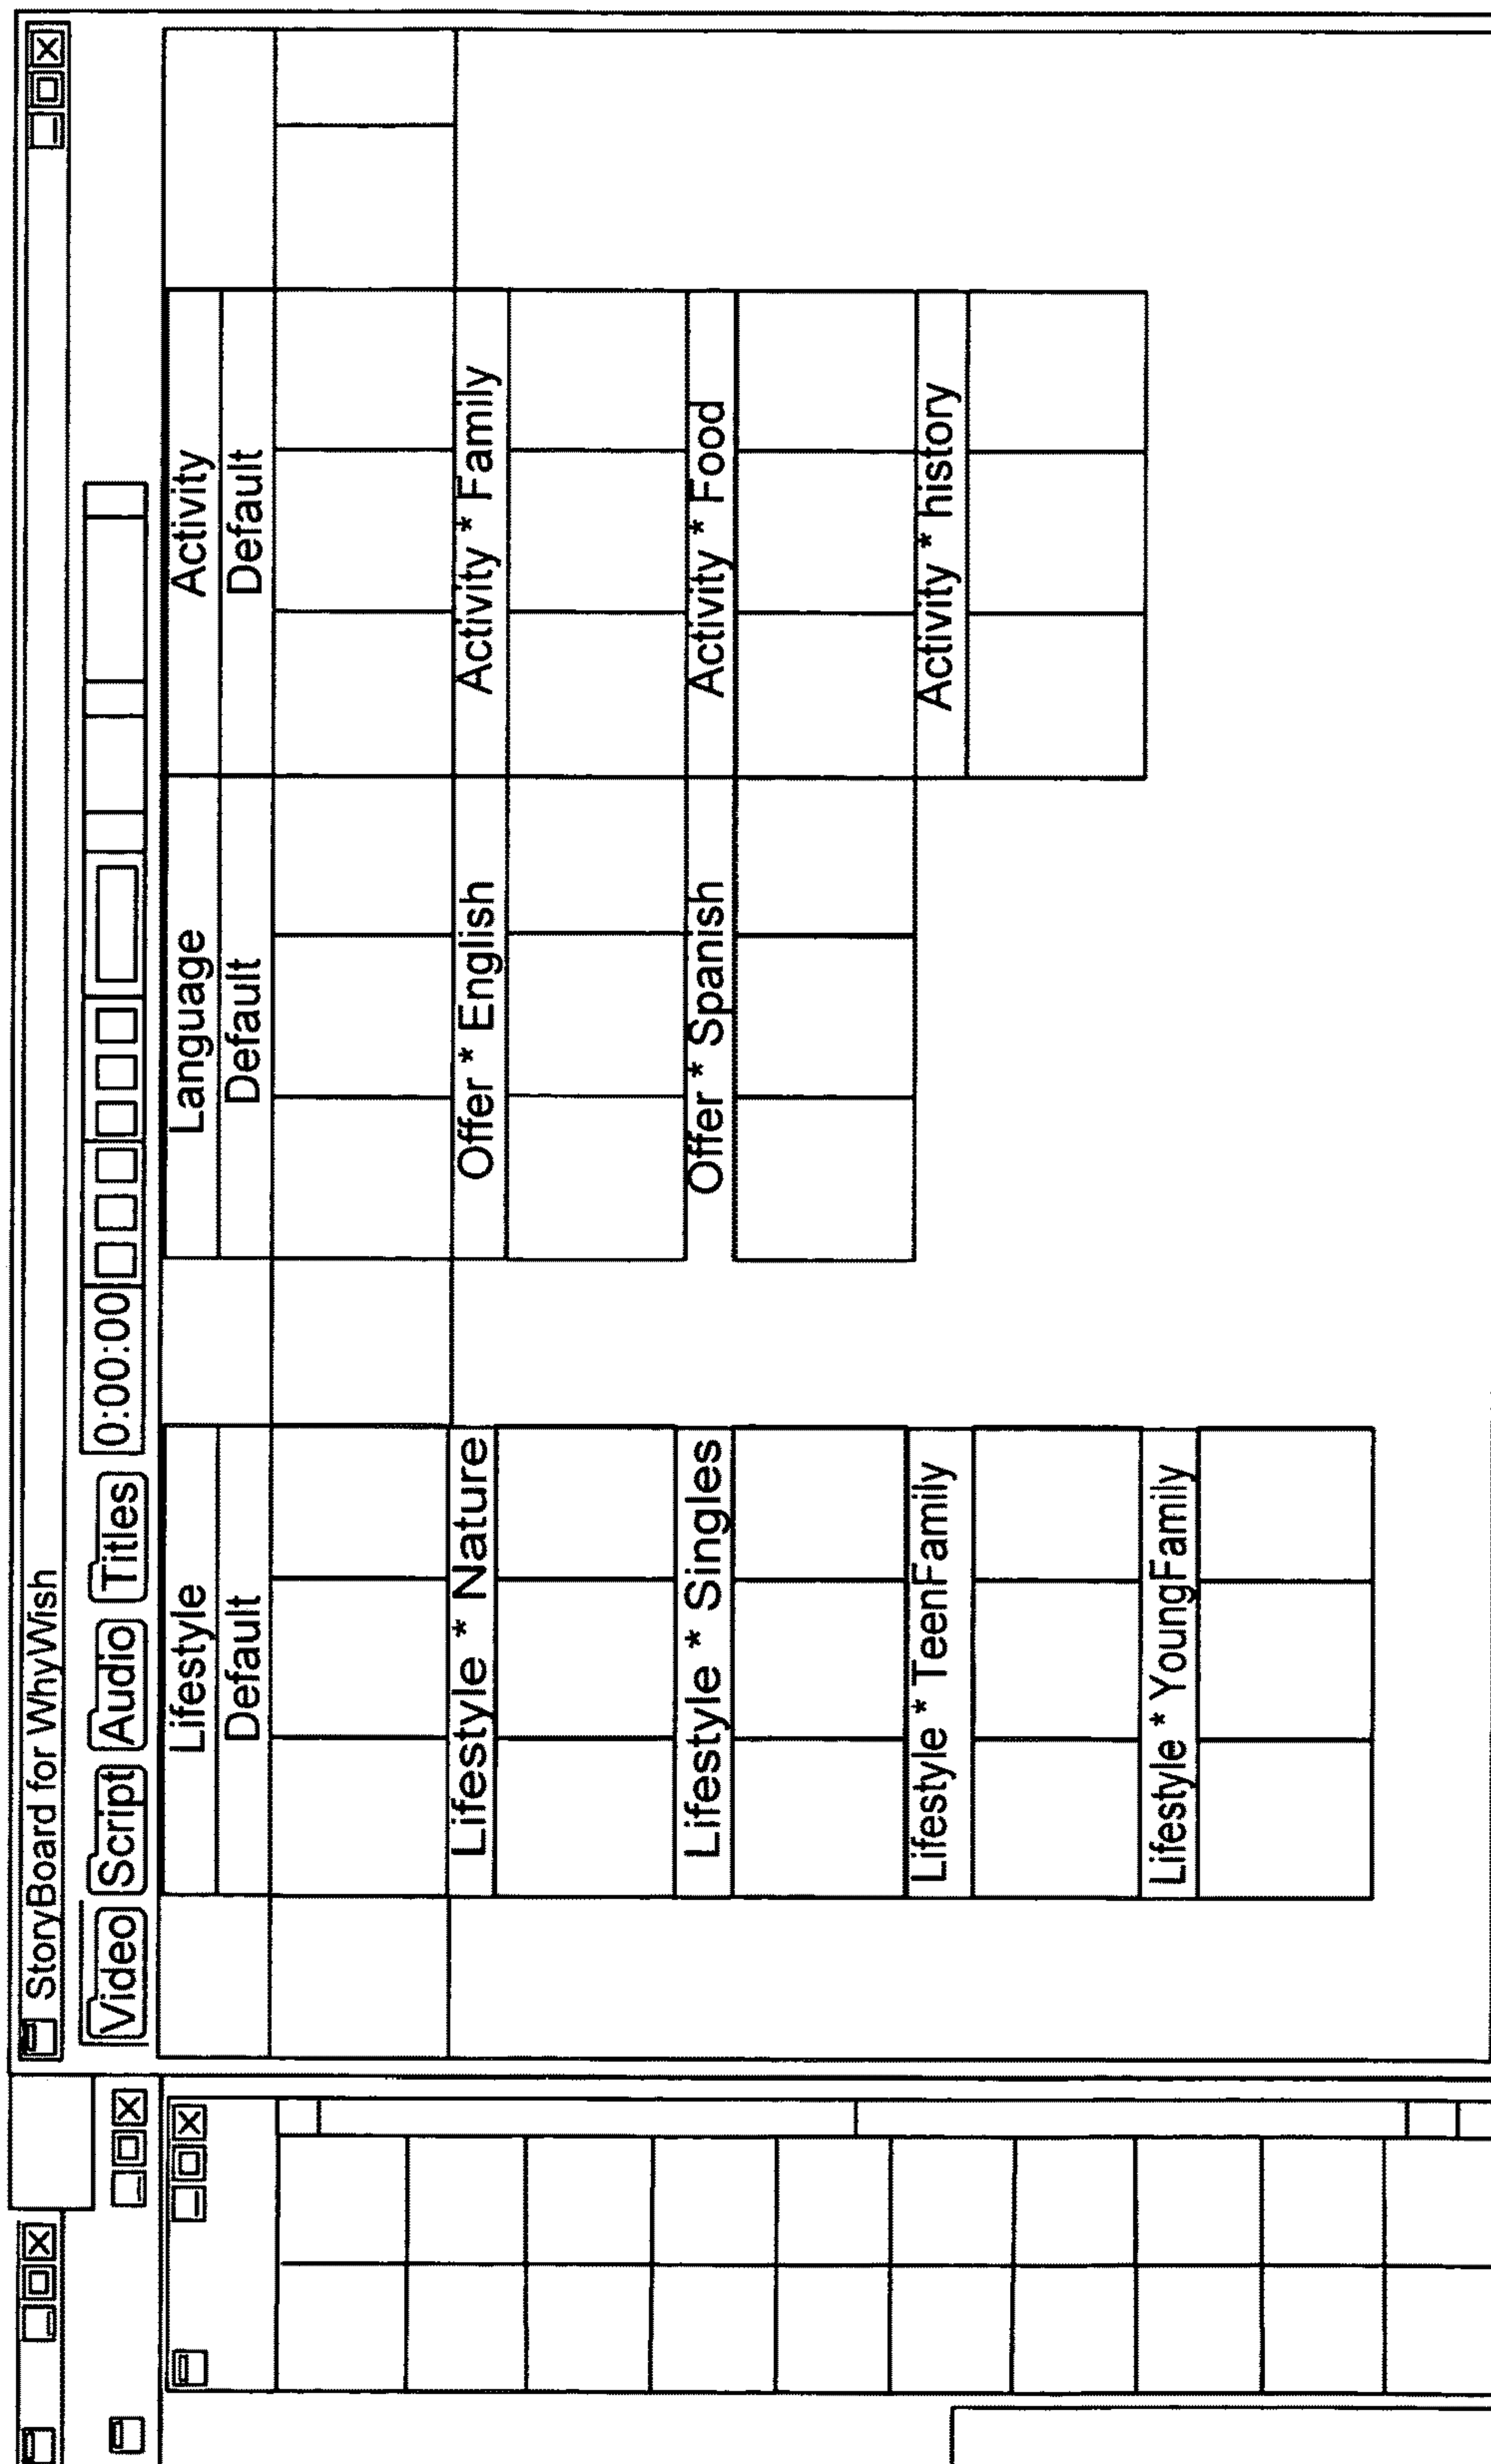 StoryBoard for WhyWish
Video Script Audio Titles 0:00:00
Lifestyle Language Activity
Default Default Default
Lifestyle * Nature Offer * English Activity * Family
Lifestyle * Singles Offer * Spanish Activity * Food
Lifestyle * TeenFamily Activity * history
Lifestyle * YoungFamily